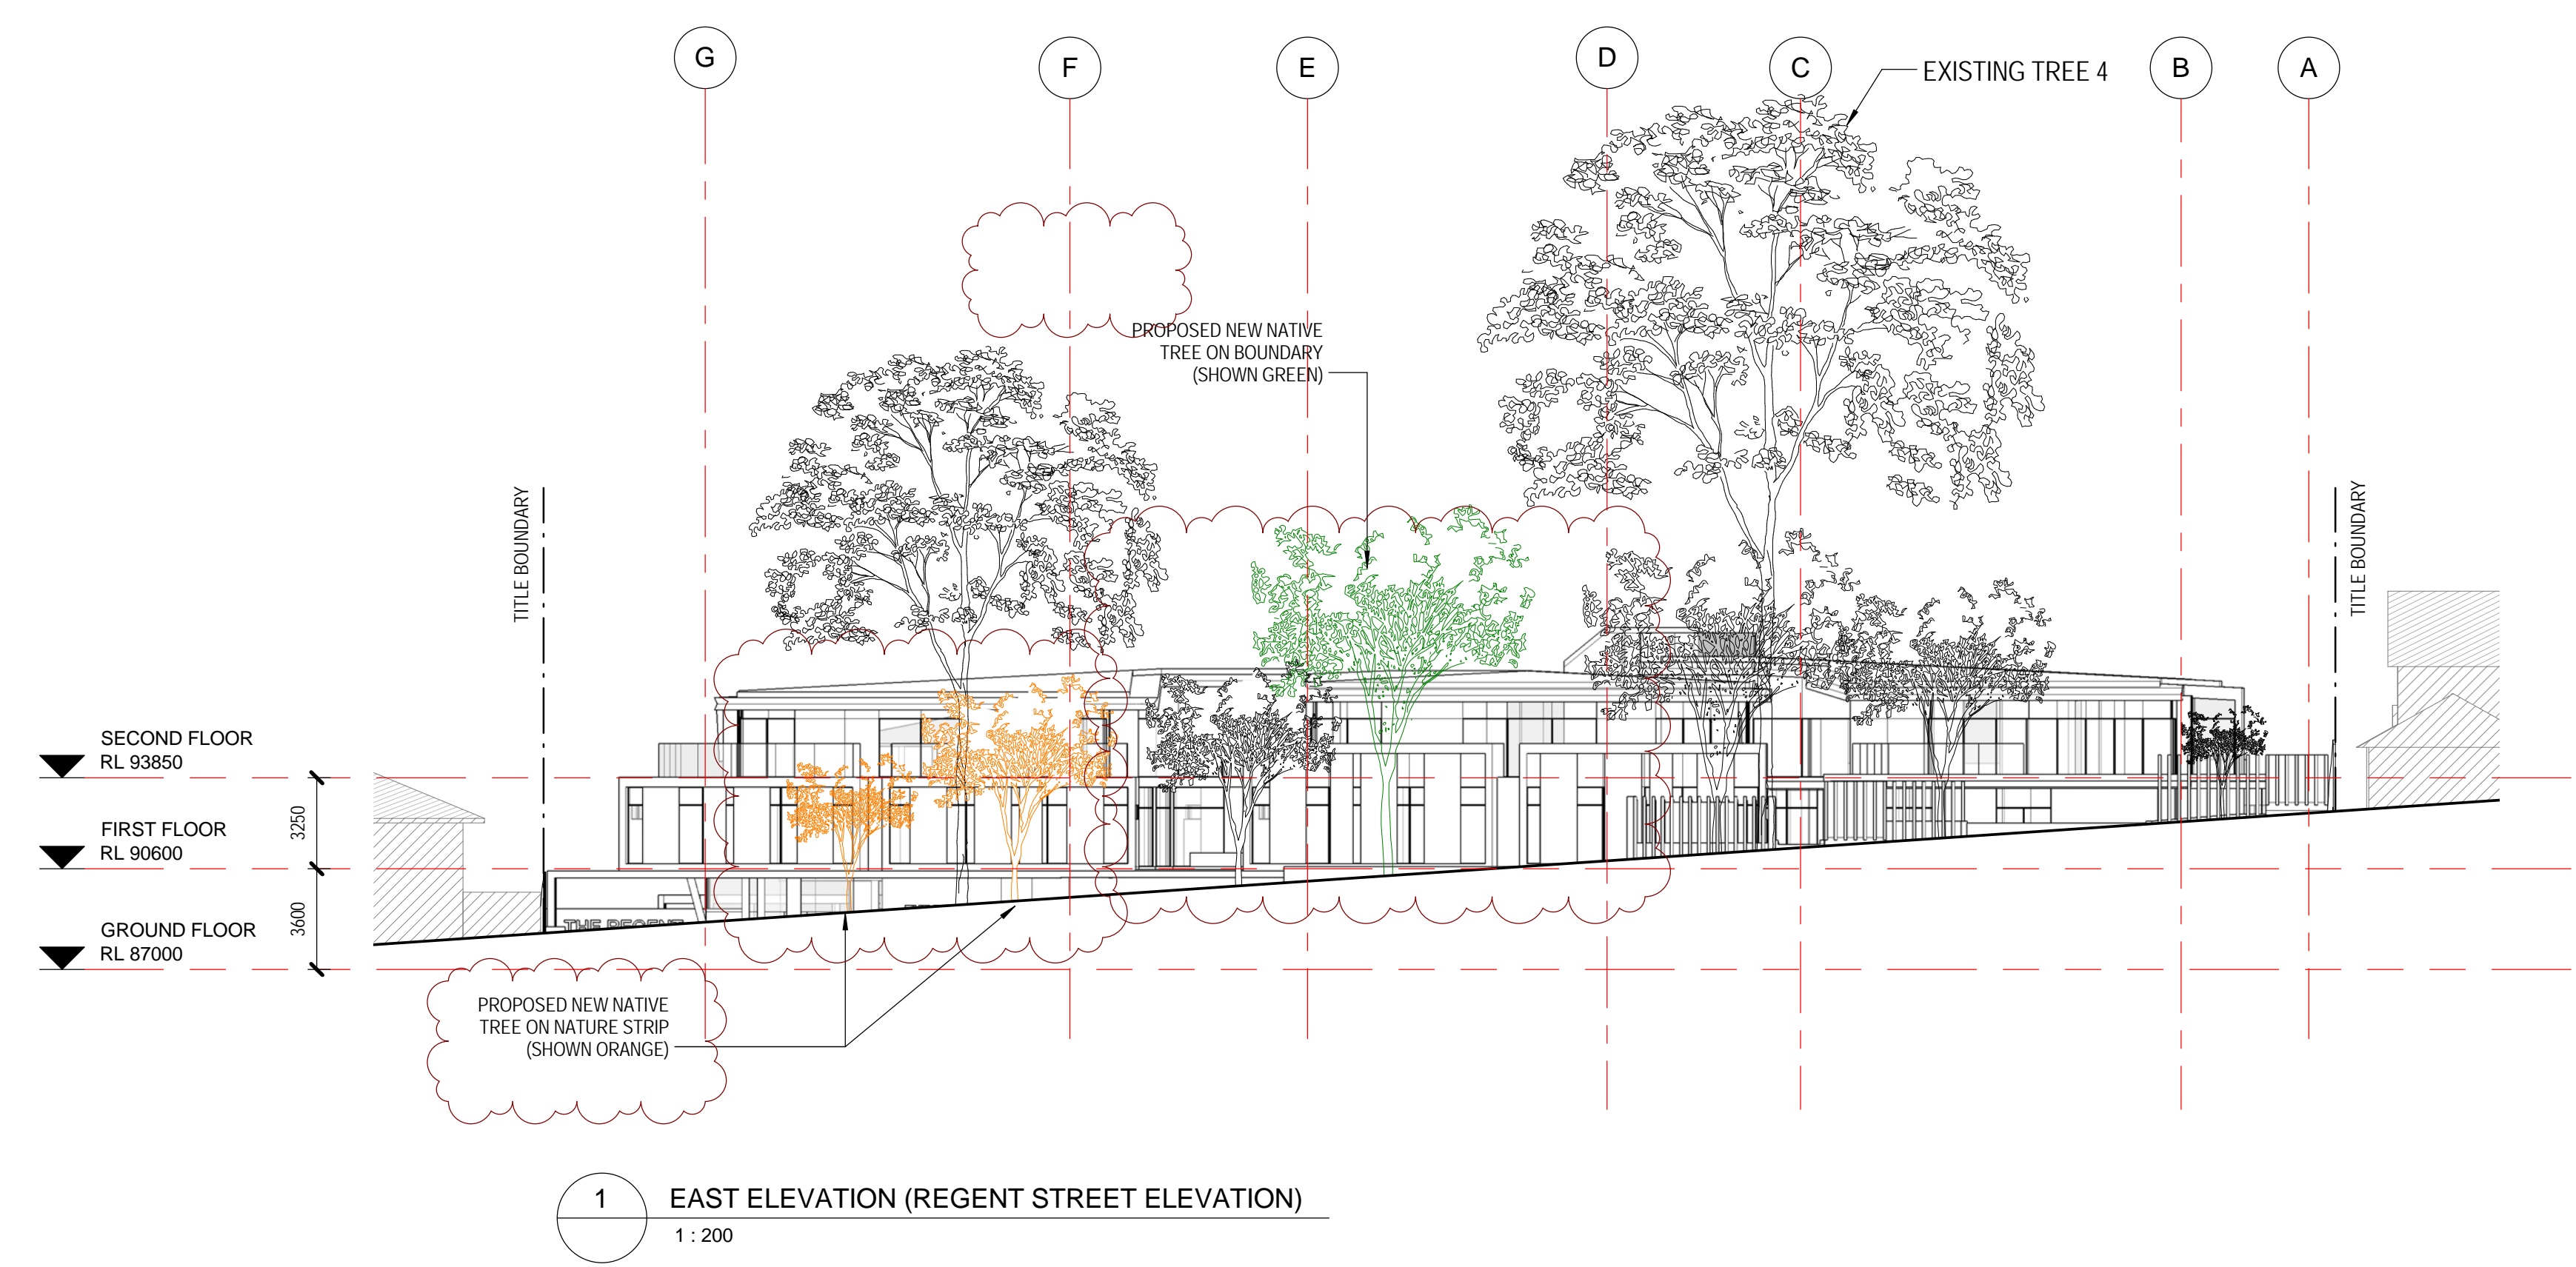 G
F
E
D
C
B
A
EXISTING TREE 4
PROPOSED NEW NATIVE
TREE ON BOUNDARY
(SHOWN GREEN)
TITLE BOUNDARY
TITLE BOUNDARY
SECOND FLOOR
RL 93850
3250
FIRST FLOOR
RL 90600
3600
GROUND FLOOR
RL 87000
THE REGENT
PROPOSED NEW NATIVE
TREE ON NATURE STRIP
(SHOWN ORANGE)
1
EAST ELEVATION (REGENT STREET ELEVATION)
1 : 200